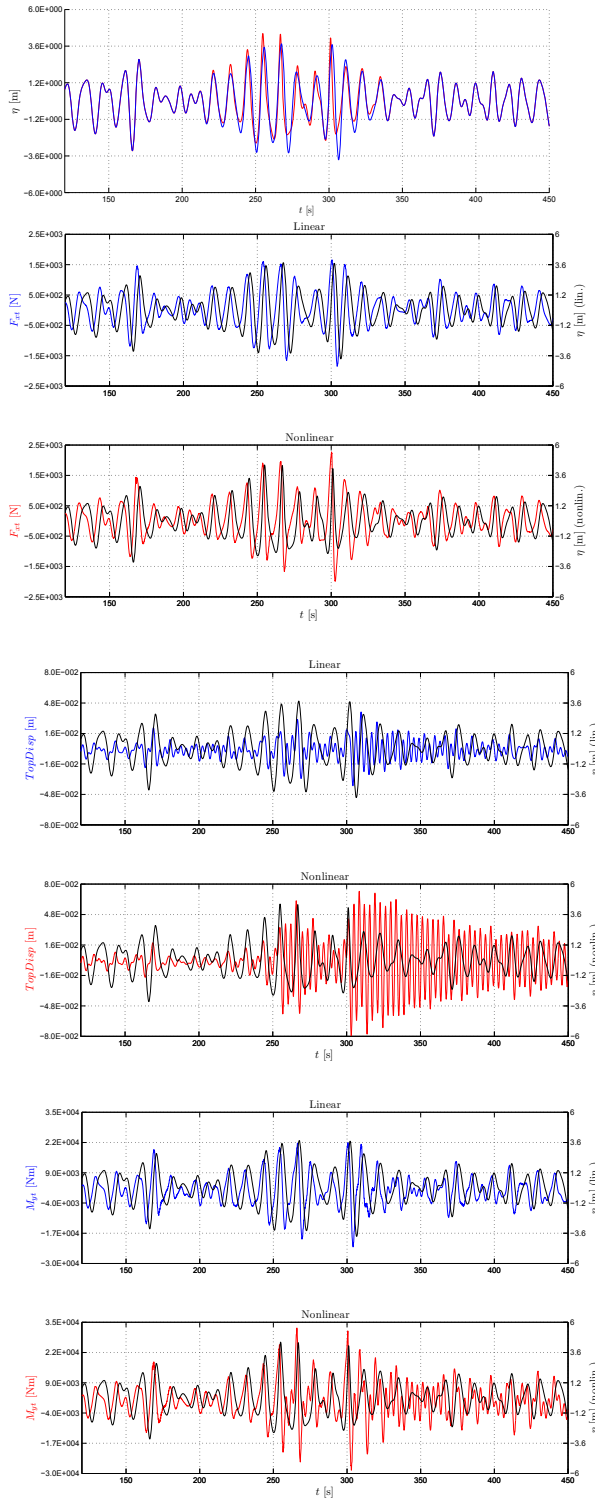 6.0E+000
3.6E+000
1.2E+000
−1.2E+000
−3.6E+000
−6.0E+000
η [m]
150 200 250 300 350 400 450
t [s]
Linear
2.5E+003
1.5E+003
5.0E+002
−5.0E+002
−1.5E+003
−2.5E+003
F_xt [N]
6
3.6
1.2
−1.2
−3.6
−6
η [m] (lin.)
150 200 250 300 350 400 450
Nonlinear
2.5E+003
1.5E+003
5.0E+002
−5.0E+002
−1.5E+003
−2.5E+003
F_xt [N]
6
3.6
1.2
−1.2
−3.6
−6
η [m] (nonlin.)
150 200 250 300 350 400 450
t [s]
Linear
8.0E−002
4.8E−002
1.6E−002
−1.6E−002
−4.8E−002
−8.0E−002
TopDisp [m]
6
3.6
1.2
−1.2
−3.6
−6
η [m] (lin.)
150 200 250 300 350 400 450
Nonlinear
8.0E−002
4.8E−002
1.6E−002
−1.6E−002
−4.8E−002
−8.0E−002
TopDisp [m]
6
3.6
1.2
−1.2
−3.6
−6
η [m] (nonlin.)
150 200 250 300 350 400 450
t [s]
Linear
3.5E+004
2.2E+004
9.0E+003
−4.0E+003
−1.7E+004
−3.0E+004
M_yt [Nm]
6
3.6
1.2
−1.2
−3.6
−6
η [m] (lin.)
150 200 250 300 350 400 450
Nonlinear
3.5E+004
2.2E+004
9.0E+003
−4.0E+003
−1.7E+004
−3.0E+004
M_yt [Nm]
6
3.6
1.2
−1.2
−3.6
−6
η [m] (nonlin.)
150 200 250 300 350 400 450
t [s]